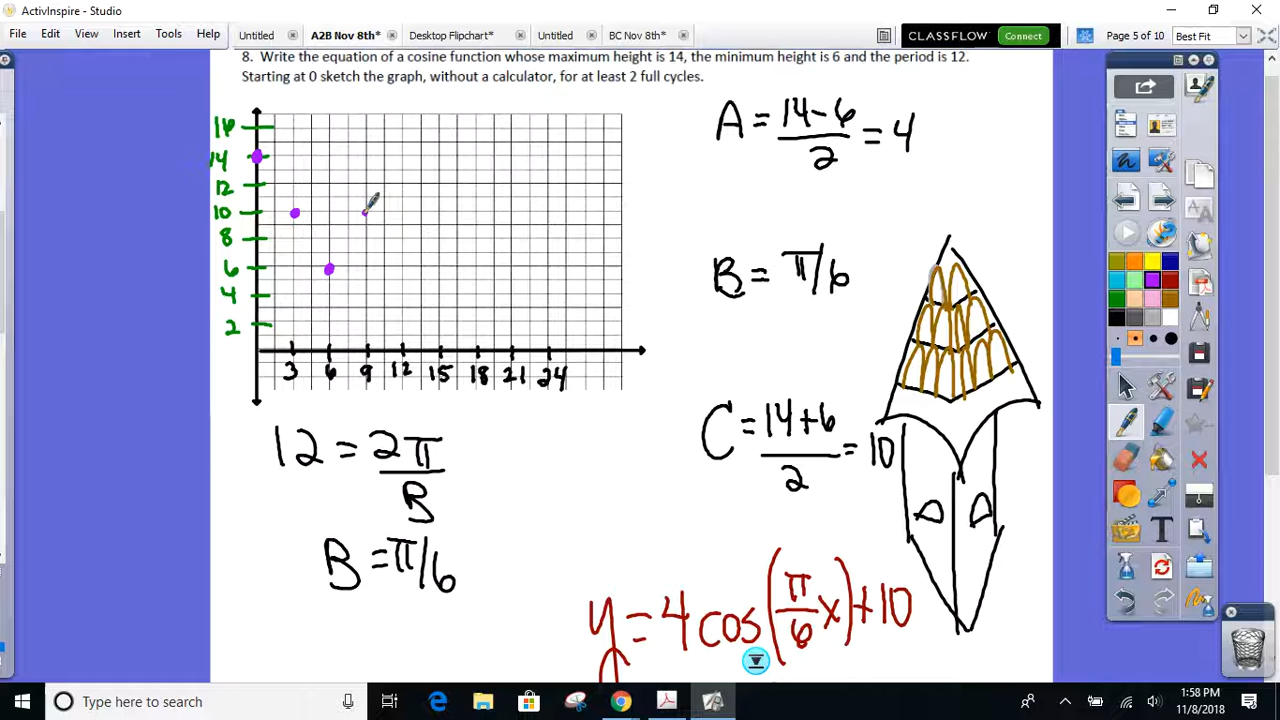 ActivInspire - Studio
File Edit View Insert Tools Help
Untitled A2B Nov 8th* Desktop Flipchart* Untitled BC Nov 8th*
CLASSFLOW Connect
Page 5 of 10 Best Fit
8. Write the equation of a cosine function whose maximum height is 14, the minimum height is 6 and the period is 12.
Starting at 0 sketch the graph, without a calculator, for at least 2 full cycles.
16
14
12
10
8
6
4
2
3 6 9 12 15 18 21 24
A = 14-6/2 = 4
B = π/6
C = 14+6/2 = 10
12 = 2π/B
B = π/6
y = 4 cos(π/6 x) + 10
Type here to search
1:58 PM
11/8/2018